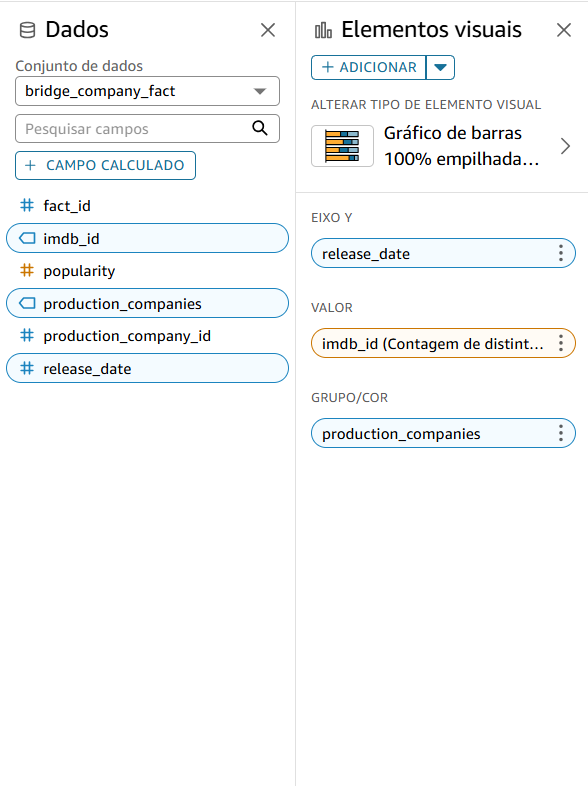 Dados
Conjunto de dados
bridge_company_fact
Pesquisar campos
+ CAMPO CALCULADO
# fact_id
imdb_id
# popularity
production_companies
# production_company_id
# release_date
Elementos visuais
+ ADICIONAR
ALTERAR TIPO DE ELEMENTO VISUAL
Gráfico de barras
100% empilhada...
EIXO Y
release_date
VALOR
imdb_id (Contagem de distint...
GRUPO/COR
production_companies